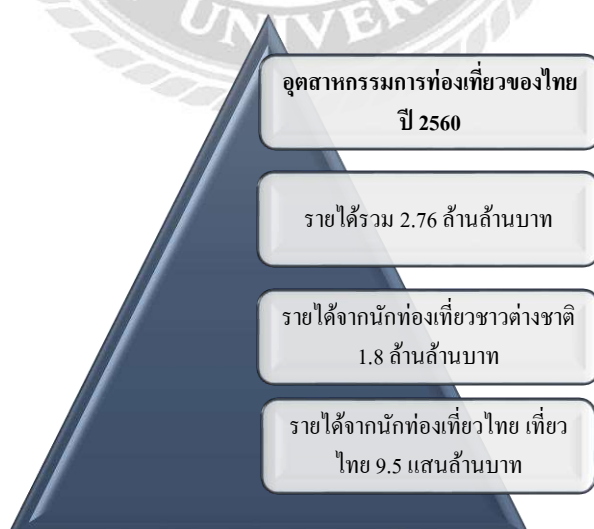 UNIVER
อุตสาหกรรมการท่องเที่ยวของไทย
ปี 2560
รายได้รวม 2.76 ล้านล้านบาท
รายได้จากนักท่องเที่ยวชาวต่างชาติ
1.8 ล้านล้านบาท
รายได้จากนักท่องเที่ยวไทย เที่ยว
ไทย 9.5 แสนล้านบาท